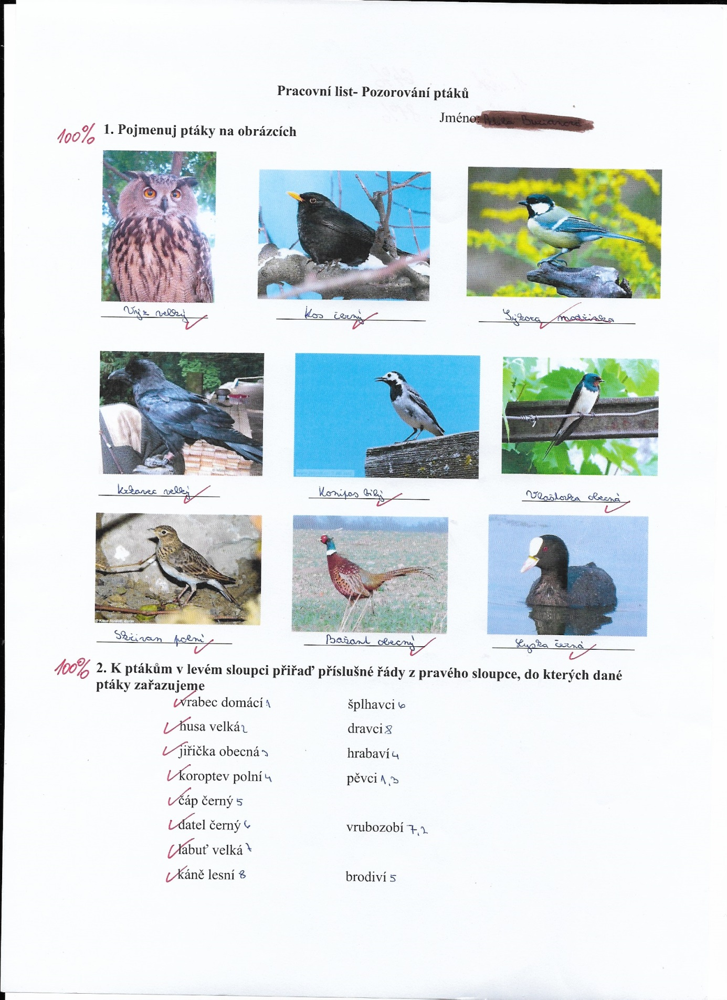 Pracovní list- Pozorování ptáků
Jméno:
100% 1. Pojmenuj ptáky na obrázcích
Výr velký Kos černý Sýkora modřinka
Krkavec velký Konipas bílý Vlaštovka obecná
Skřivan polní Bažant obecný Lyska černá
100% 2. K ptákům v levém sloupci přiřaď příslušné řády z pravého sloupce, do kterých dané
ptáky zařazujeme
vrabec domácí 1 šplhavci 6
husa velká 2 dravci 8
jiřička obecná 3 hrabaví 4
koroptev polní 4 pěvci 1,3
čáp černý 5
datel černý 6 vrubozobí 7,2
labuť velká 7
káně lesní 8 brodiví 5